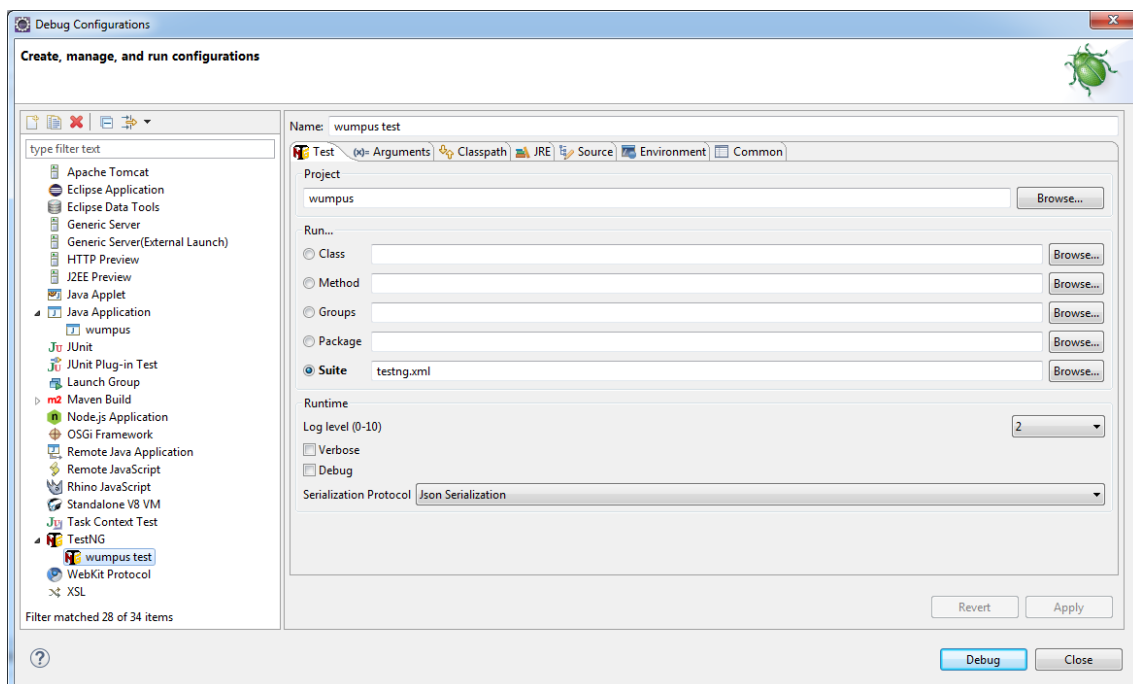 Debug Configurations
Create, manage, and run configurations
type filter text
Apache Tomcat
Eclipse Application
Eclipse Data Tools
Generic Server
Generic Server(External Launch)
HTTP Preview
J2EE Preview
Java Applet
Java Application
wumpus
JUnit
JUnit Plug-in Test
Launch Group
m2 Maven Build
Node.js Application
OSGi Framework
Remote Java Application
Remote JavaScript
Rhino JavaScript
Standalone V8 VM
Task Context Test
TestNG
wumpus test
WebKit Protocol
XSL
Filter matched 28 of 34 items
Name: wumpus test
Test (x)= Arguments Classpath JRE Source Environment Common
Project
wumpus Browse...
Run...
Class Browse...
Method Browse...
Groups Browse...
Package Browse...
Suite testng.xml Browse...
Runtime
Log level (0-10) 2
Verbose
Debug
Serialization Protocol Json Serialization
Revert Apply
? Debug Close